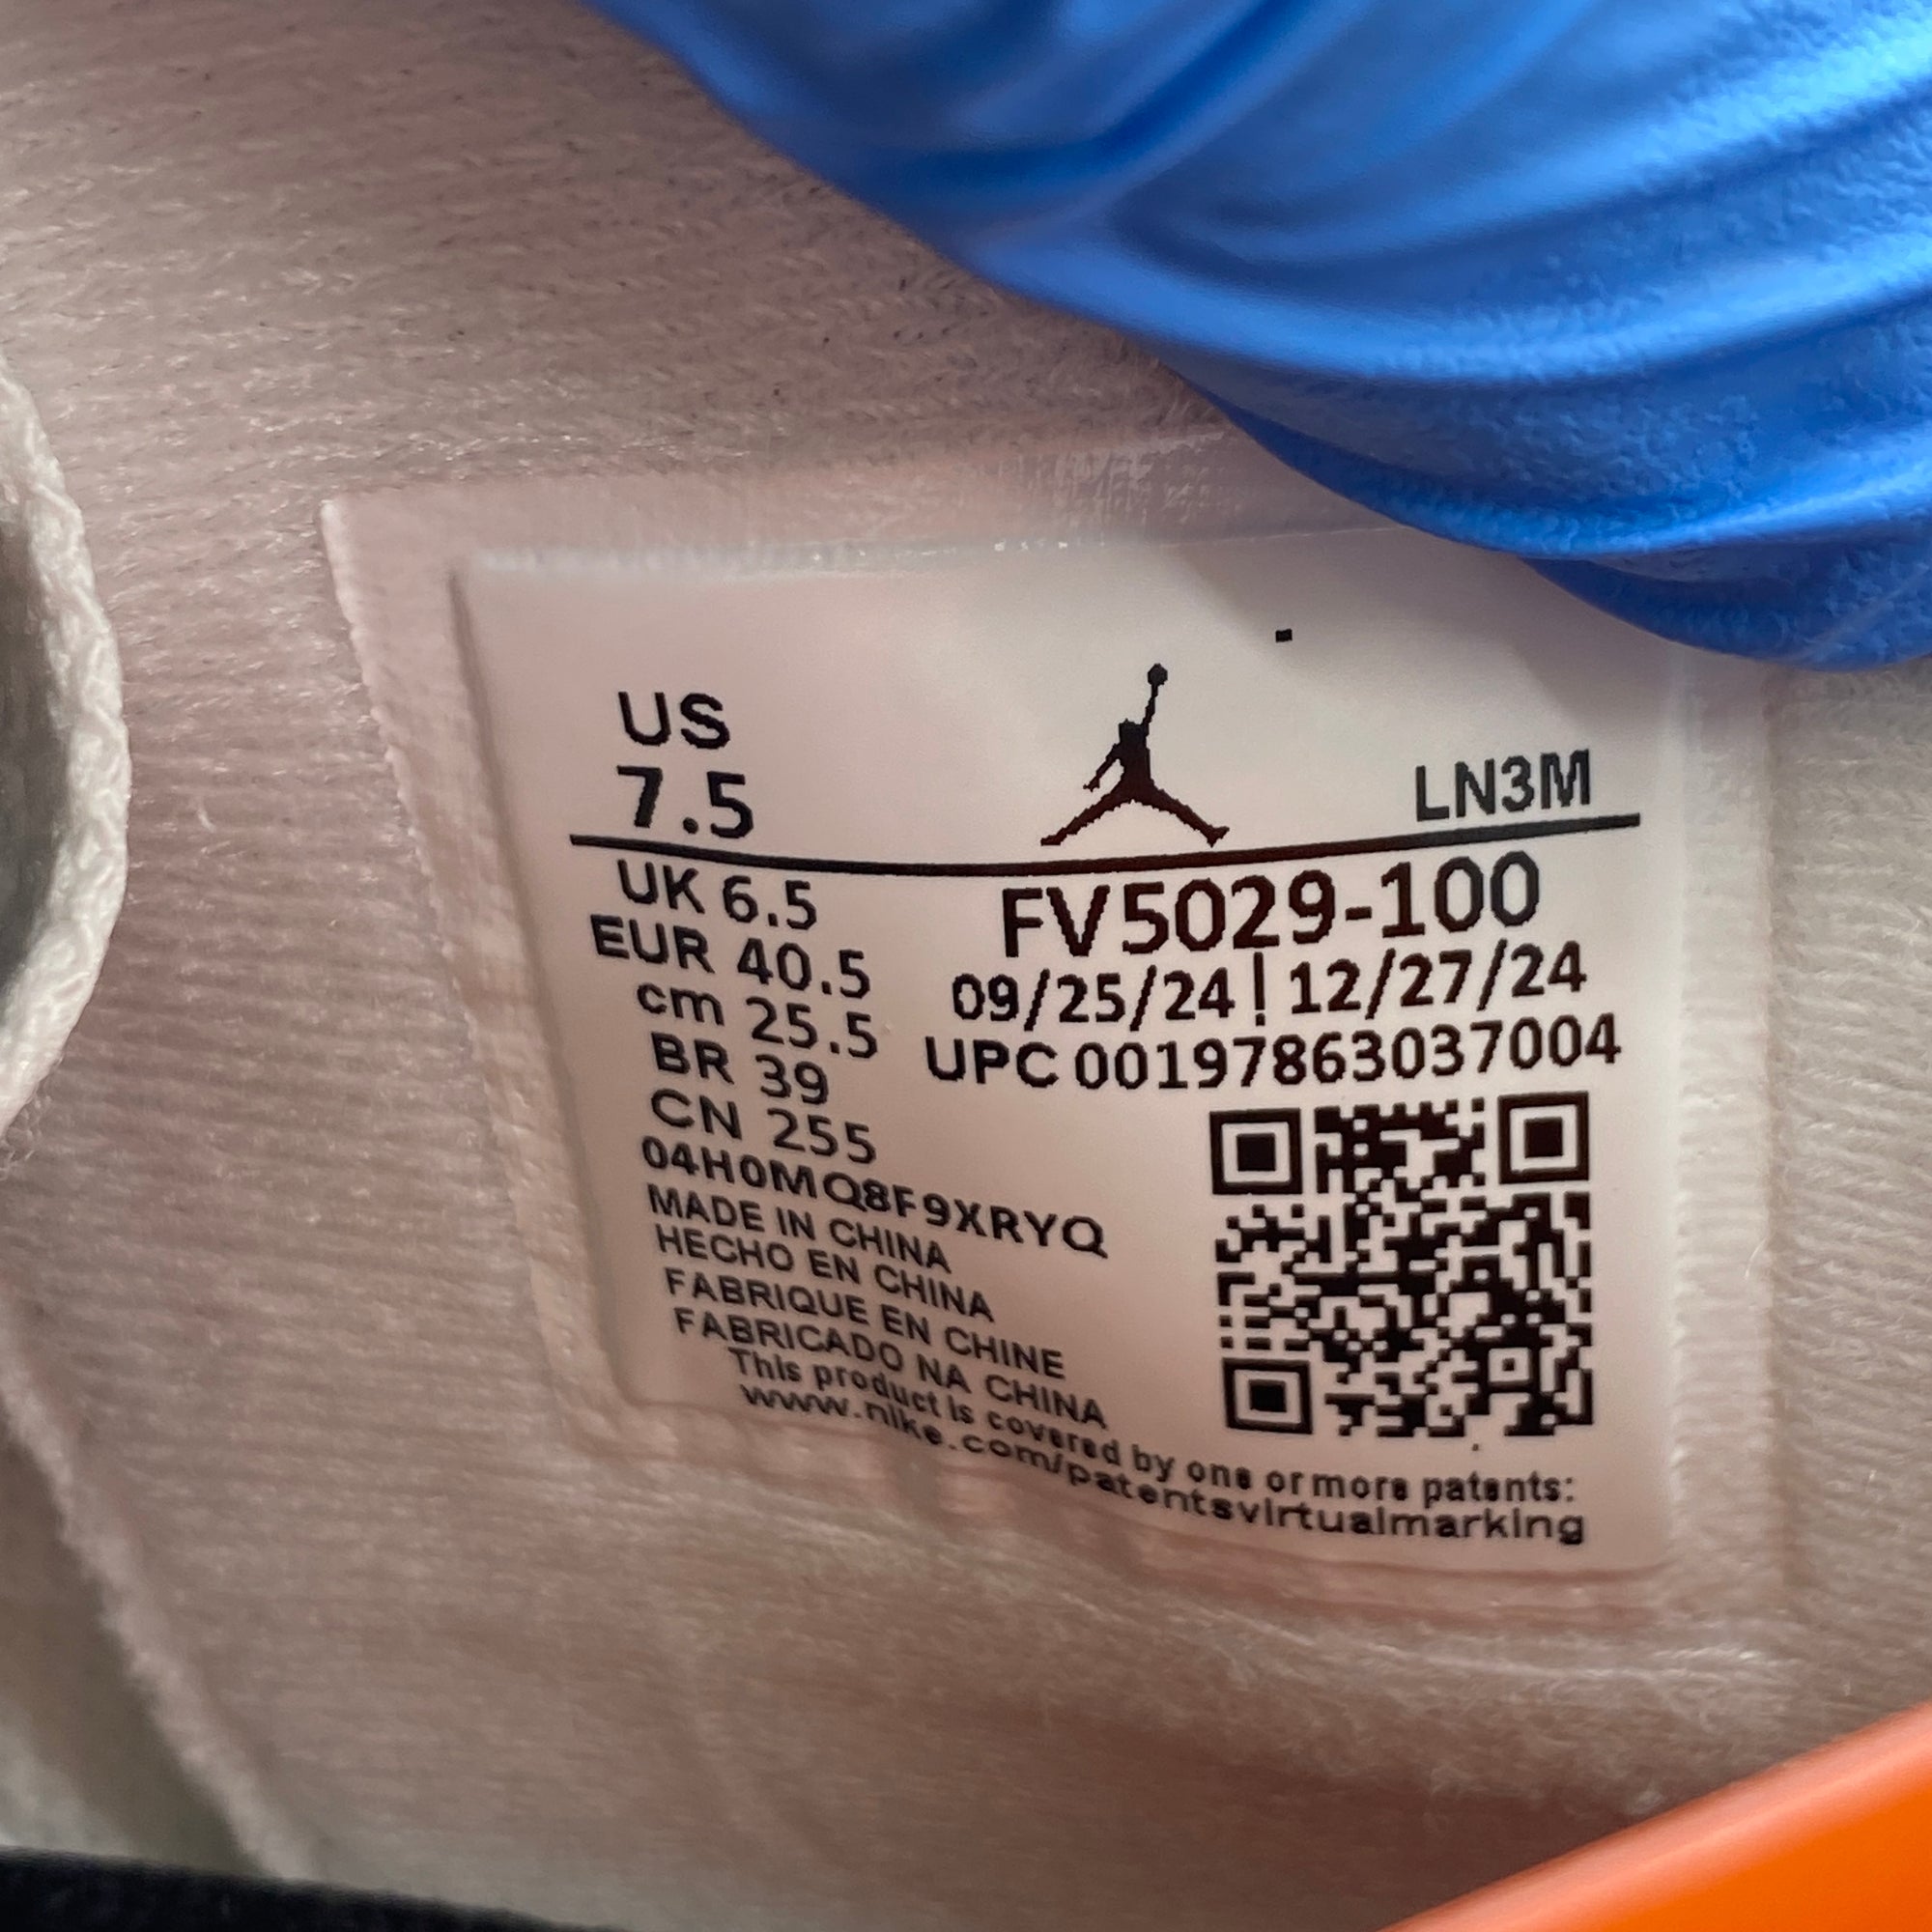 US
7.5
LN3M
UK 6.5
EUR 40.5
cm 25.5
BR 39
CN 255
FV5029-100
09/25/24 | 12/27/24
UPC 00197863037004
04H0MQ8F9XRYQ
MADE IN CHINA
HECHO EN CHINA
FABRIQUE EN CHINE
FABRICADO NA CHINA
This product is covered by one or more patents:
www.nike.com/patentsvirtualmarking